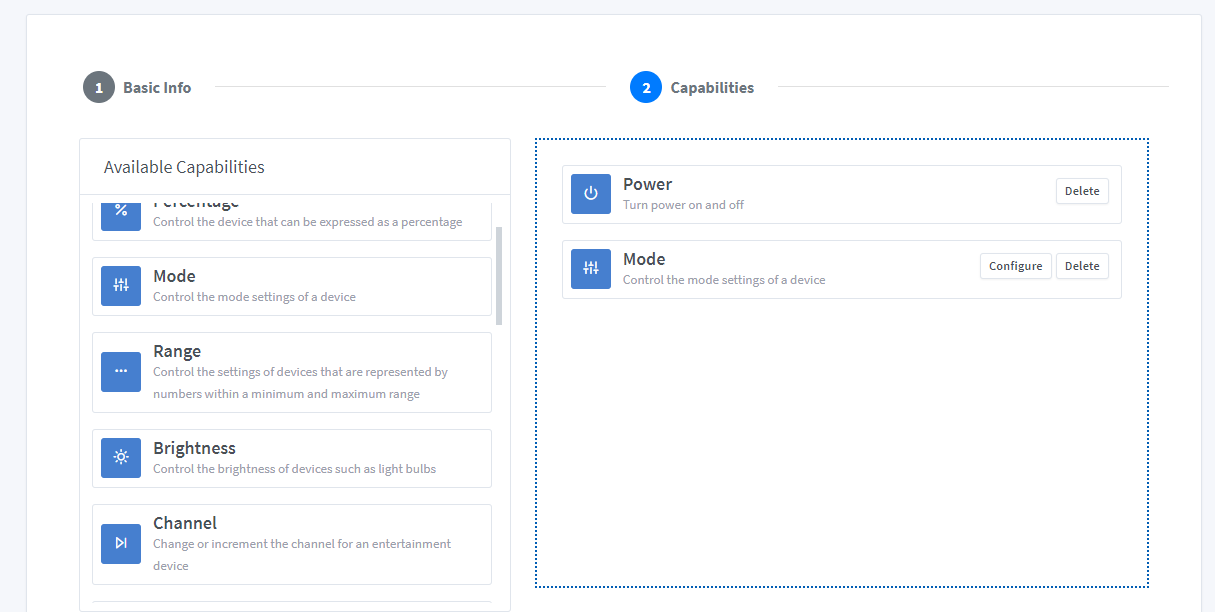 1 Basic Info
2 Capabilities
Available Capabilities
Percentage
Control the device that can be expressed as a percentage
Mode
Control the mode settings of a device
Range
Control the settings of devices that are represented by
numbers within a minimum and maximum range
Brightness
Control the brightness of devices such as light bulbs
Channel
Change or increment the channel for an entertainment
device
Power
Turn power on and off
Delete
Mode
Control the mode settings of a device
Configure
Delete